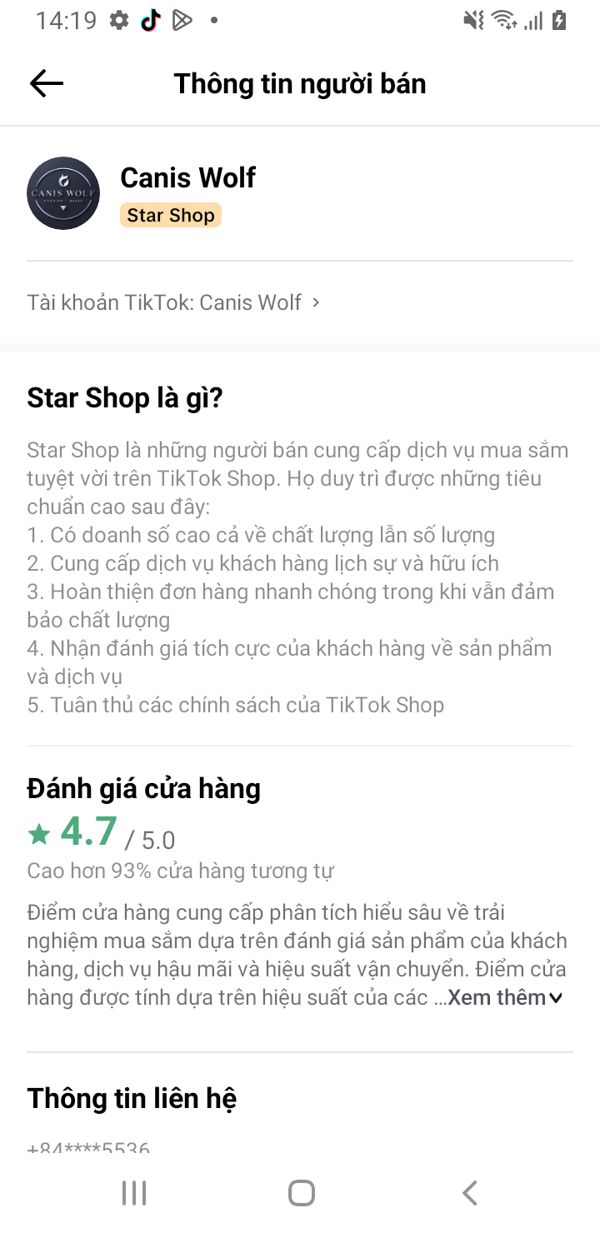 14:19
Thông tin người bán
CANIS WOLF
Canis Wolf
Star Shop
Tài khoản TikTok: Canis Wolf
Star Shop là gì?
Star Shop là những người bán cung cấp dịch vụ mua sắm
tuyệt vời trên TikTok Shop. Họ duy trì được những tiêu
chuẩn cao sau đây:
1. Có doanh số cao cả về chất lượng lẫn số lượng
2. Cung cấp dịch vụ khách hàng lịch sự và hữu ích
3. Hoàn thiện đơn hàng nhanh chóng trong khi vẫn đảm
bảo chất lượng
4. Nhận đánh giá tích cực của khách hàng về sản phẩm
và dịch vụ
5. Tuân thủ các chính sách của TikTok Shop
Đánh giá cửa hàng
4.7 / 5.0
Cao hơn 93% cửa hàng tương tự
Điểm cửa hàng cung cấp phân tích hiểu sâu về trải
nghiệm mua sắm dựa trên đánh giá sản phẩm của khách
hàng, dịch vụ hậu mãi và hiệu suất vận chuyển. Điểm cửa
hàng được tính dựa trên hiệu suất của các ...Xem thêm
Thông tin liên hệ
+84****5536